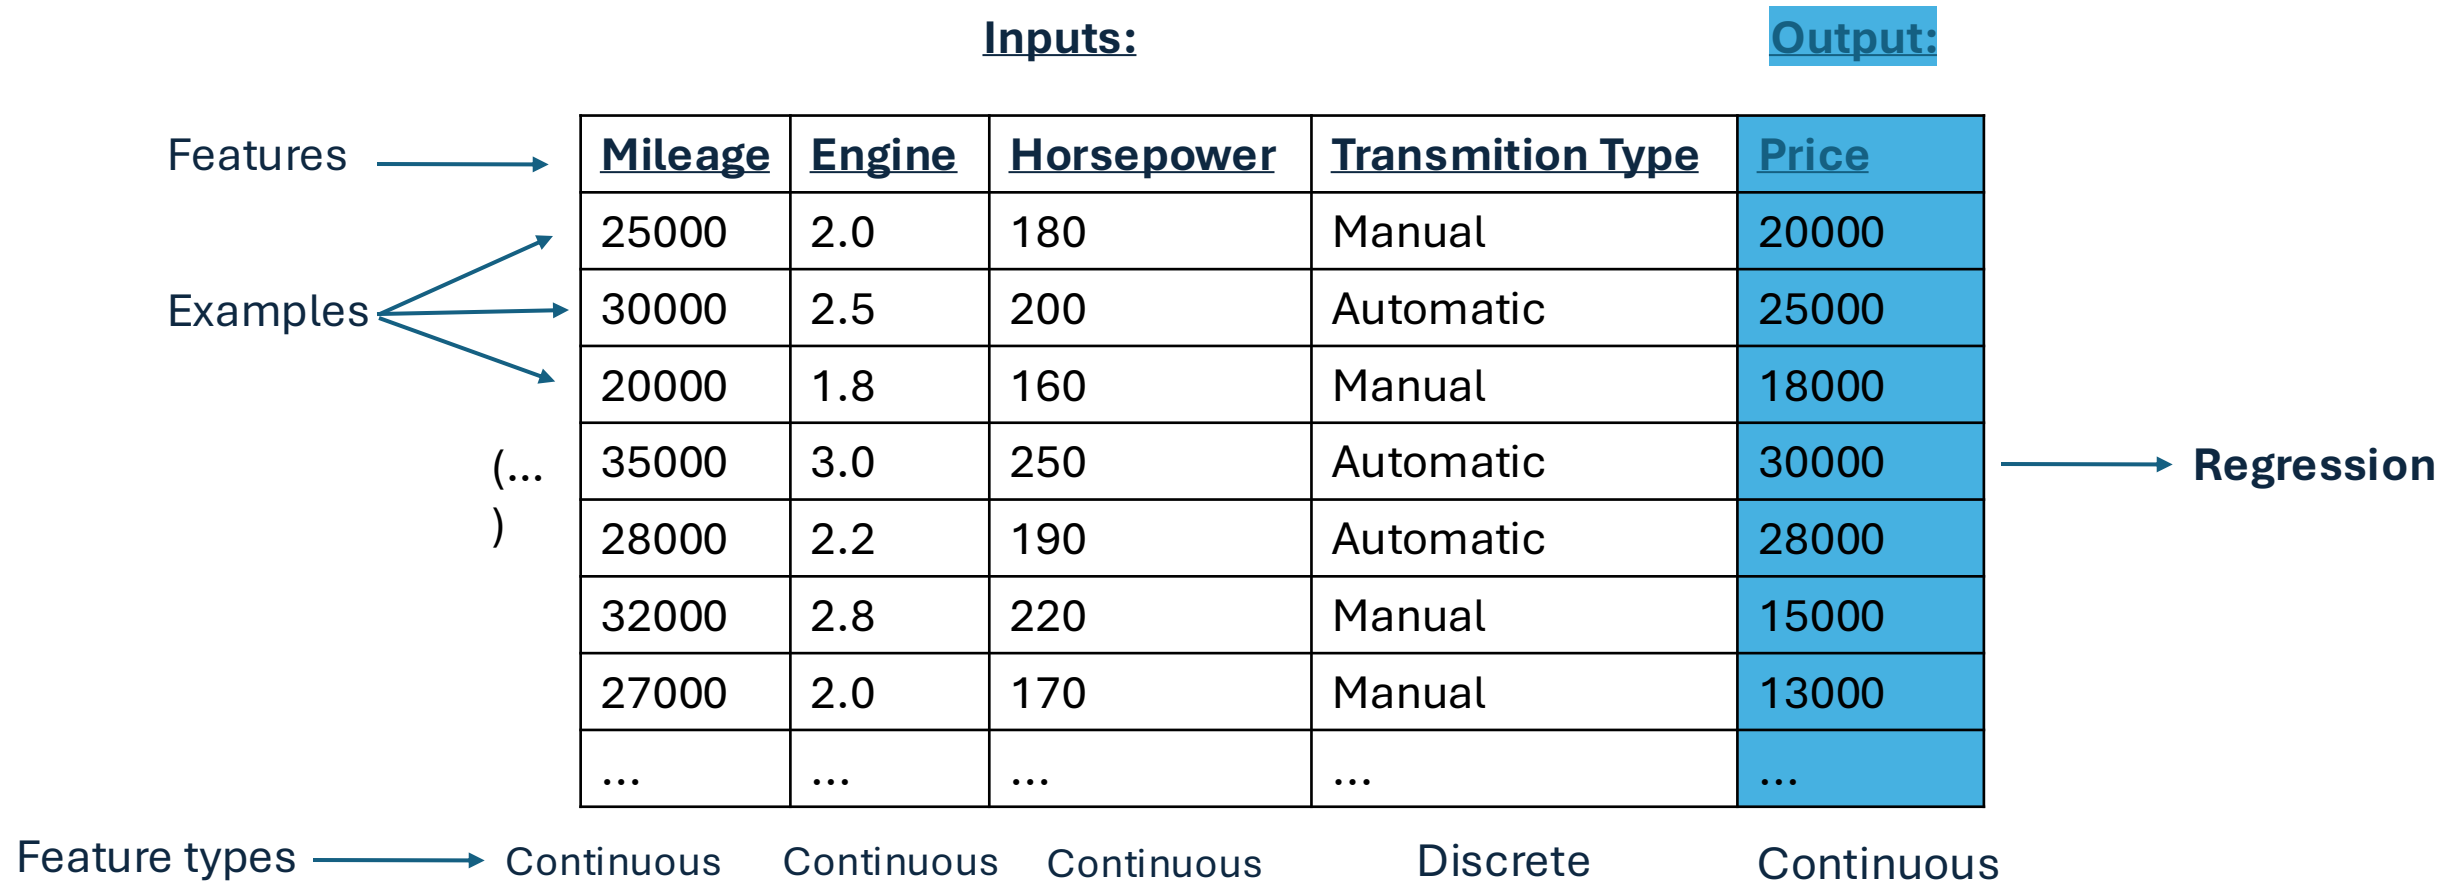 Inputs: Output:
Features Mileage Engine Horsepower Transmition Type Price
25000 2.0 180 Manual 20000
Examples 30000 2.5 200 Automatic 25000
20000 1.8 160 Manual 18000
(... 35000 3.0 250 Automatic 30000 Regression
) 28000 2.2 190 Automatic 28000
32000 2.8 220 Manual 15000
27000 2.0 170 Manual 13000
... ... ... ... ...
Feature types Continuous Continuous Continuous Discrete Continuous